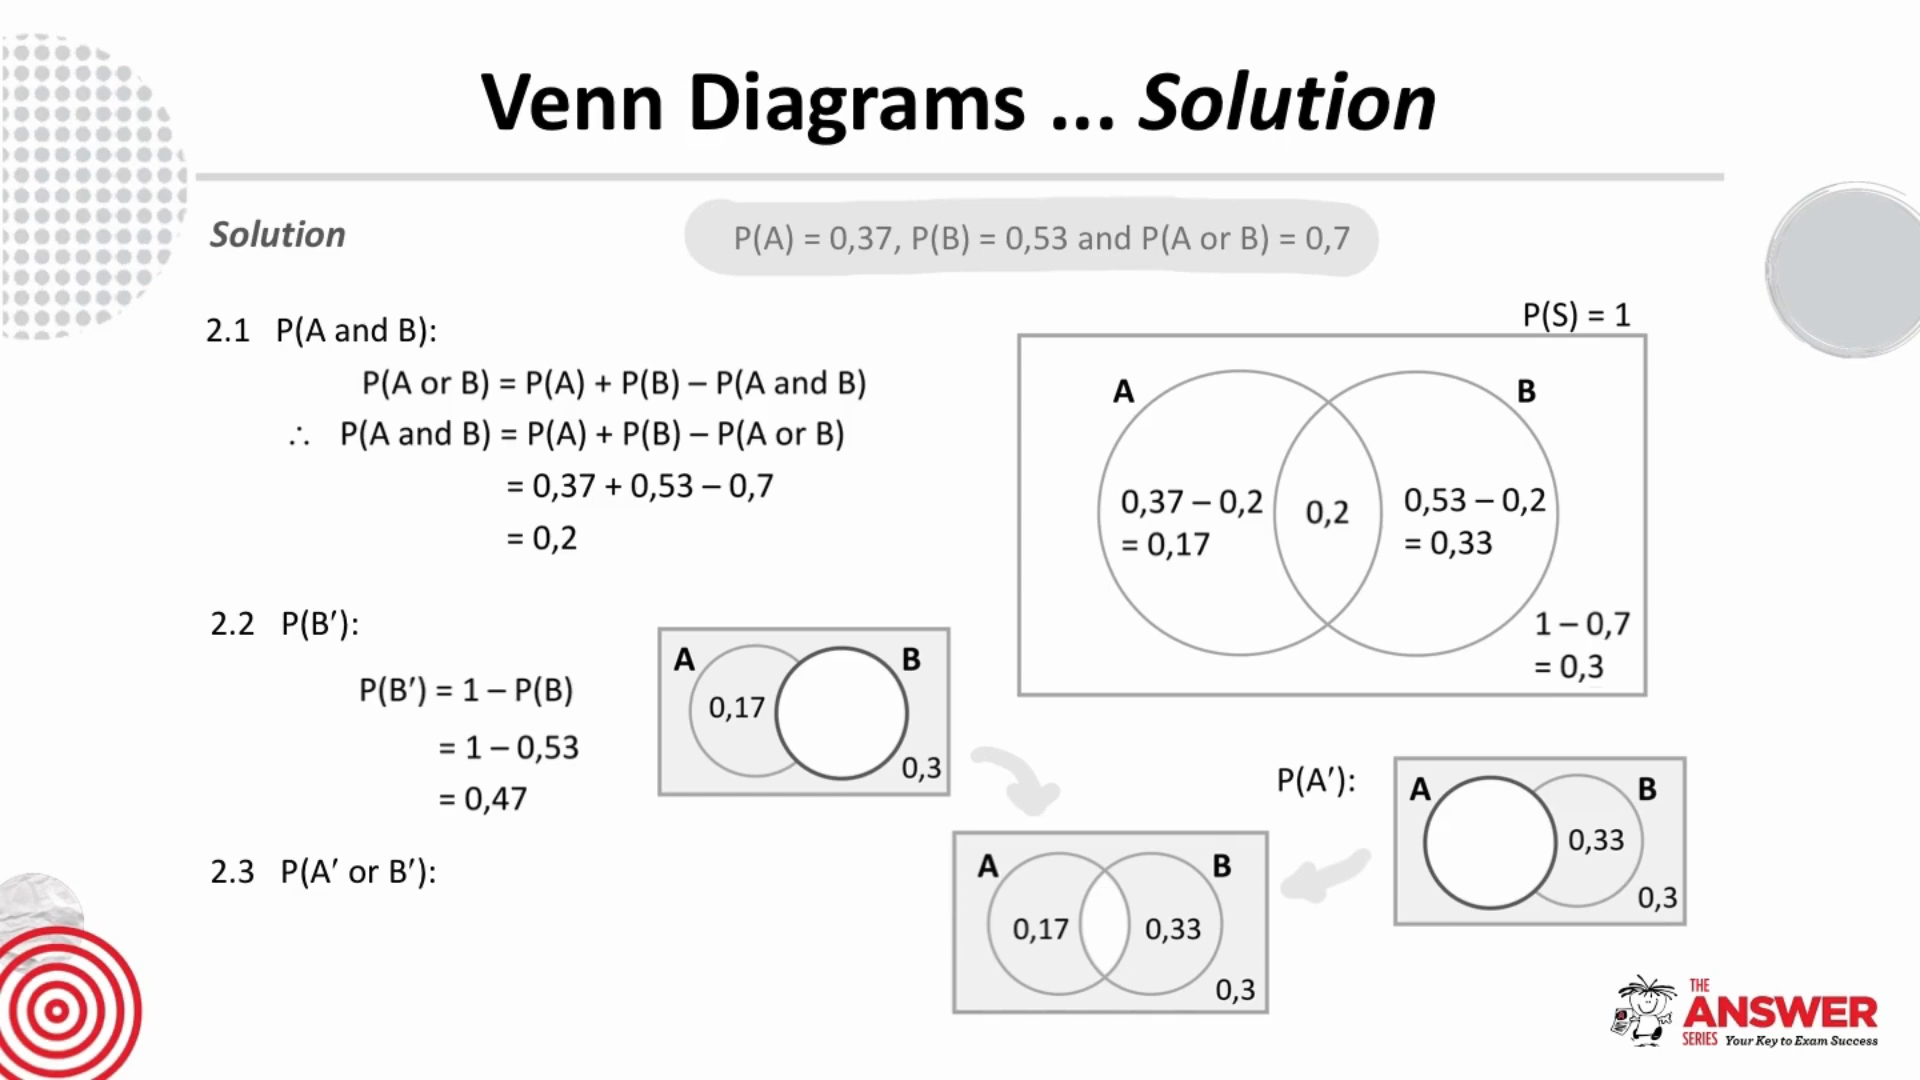 Venn Diagrams ... Solution
Solution
P(A) = 0,37, P(B) = 0,53 and P(A or B) = 0,7
2.1 P(A and B):
P(A or B) = P(A) + P(B) – P(A and B)
∴ P(A and B) = P(A) + P(B) – P(A or B)
= 0,37 + 0,53 – 0,7
= 0,2
P(S) = 1
A
B
0,37 – 0,2
= 0,17
0,2
0,53 – 0,2
= 0,33
1 – 0,7
= 0,3
2.2 P(B′):
P(B′) = 1 – P(B)
= 1 – 0,53
= 0,47
A
B
0,17
0,3
2.3 P(A′ or B′):
A
B
0,17
0,33
0,3
P(A′):
A
B
0,33
0,3
THE
ANSWER
SERIES Your Key to Exam Success